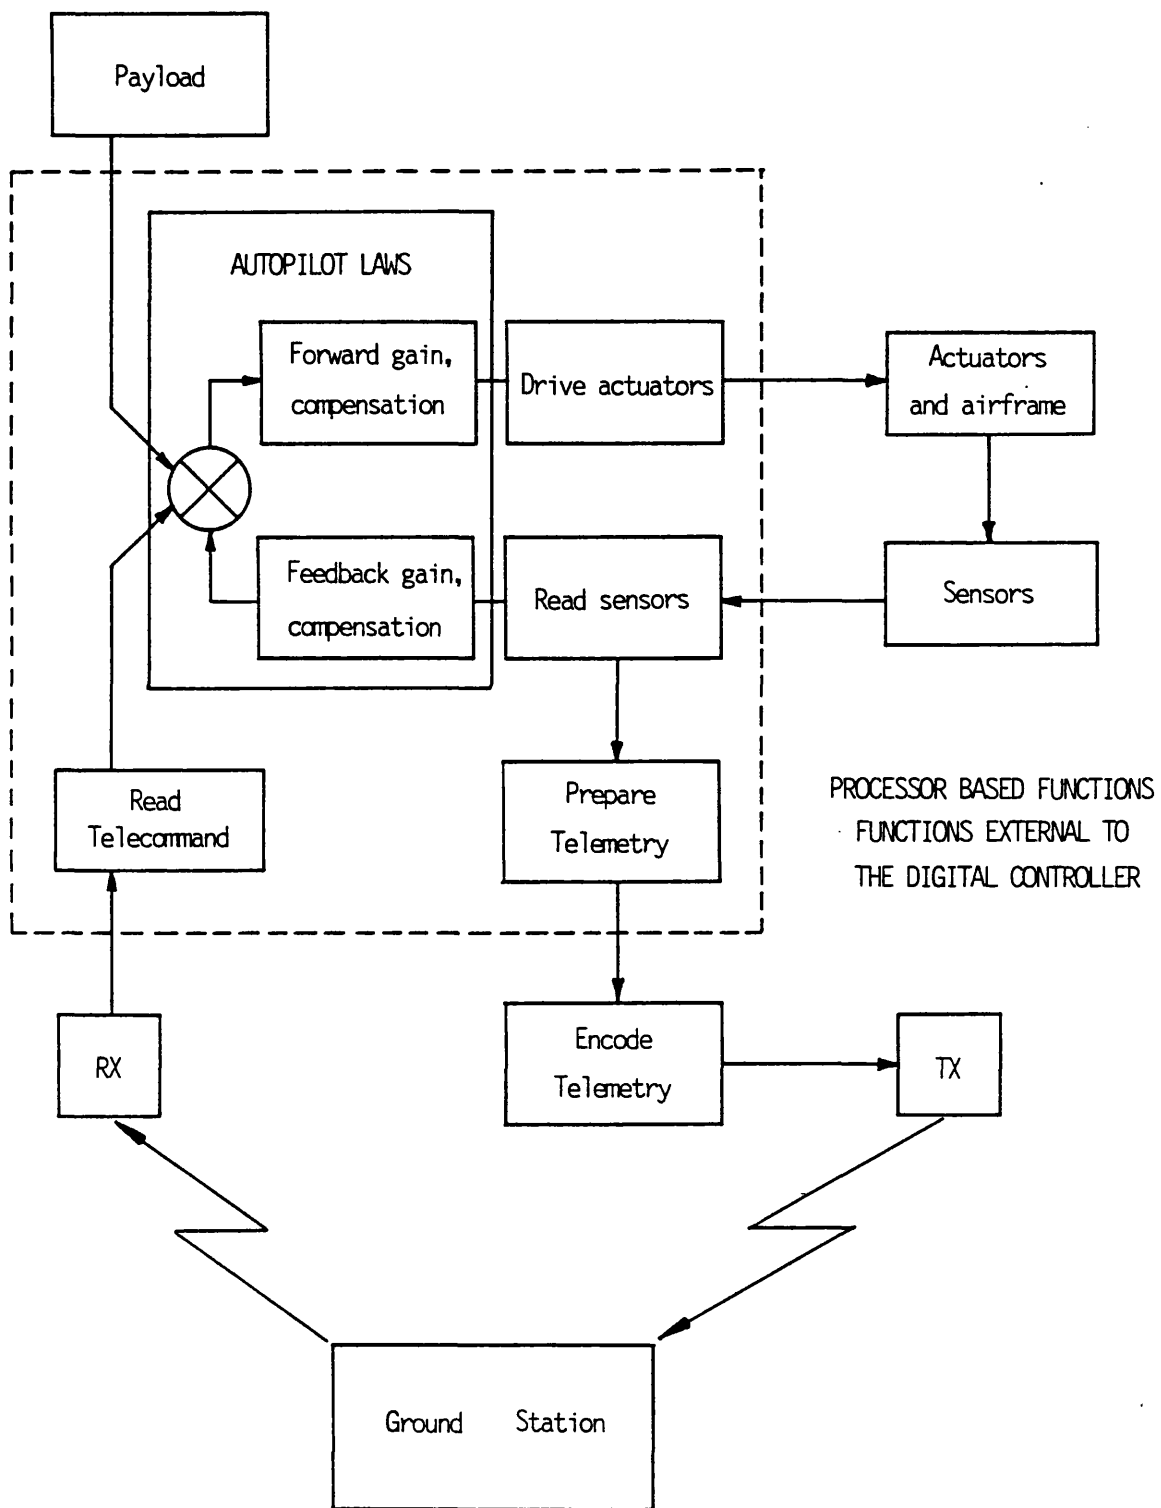 Payload
AUTOPILOT LAWS
Forward gain,
compensation
Drive actuators
Actuators
and airframe
Feedback gain,
compensation
Read sensors
Sensors
Read
Telecommand
Prepare
Telemetry
PROCESSOR BASED FUNCTIONS
FUNCTIONS EXTERNAL TO
THE DIGITAL CONTROLLER
RX
Encode
Telemetry
TX
Ground Station